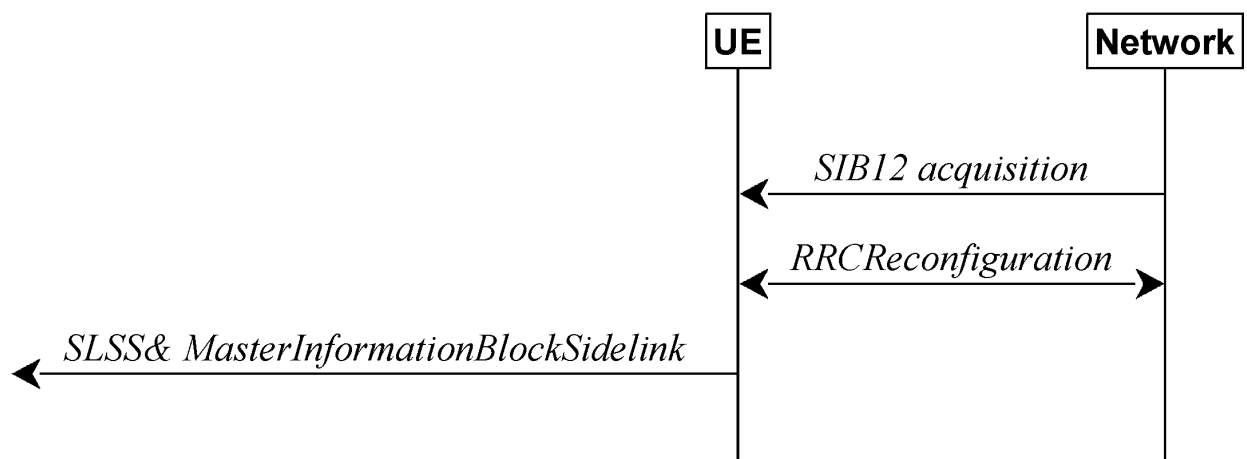 UE
Network
SIB12 acquisition
RRCReconfiguration
SLSS& MasterInformationBlockSidelink